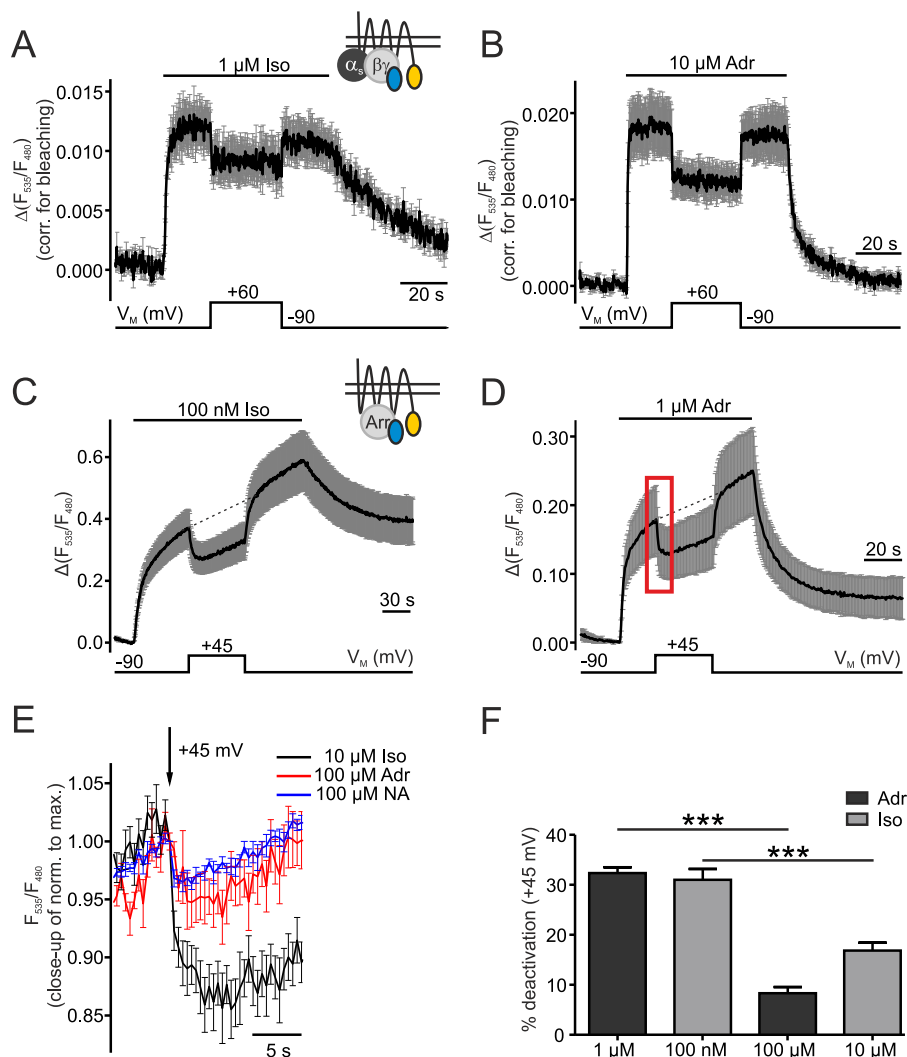 A
1 µM Iso
αs
βγ
Δ(F535/F480)
(corr. for bleaching)
0.015
0.010
0.005
0.000
20 s
+60
VM (mV)
-90
B
10 µM Adr
Δ(F535/F480)
(corr. for bleaching)
0.020
0.010
0.000
20 s
+60
VM (mV)
-90
C
100 nM Iso
Arr
Δ(F535/F480)
0.6
0.4
0.2
0.0
30 s
-90
+45
VM (mV)
D
1 µM Adr
Δ(F535/F480)
0.30
0.20
0.10
0.00
20 s
-90
+45
VM (mV)
E
+45 mV
10 µM Iso
100 µM Adr
100 µM NA
F535/F480
(close-up of norm. to max.)
1.05
1.00
0.95
0.90
0.85
5 s
F
Adr
Iso
***
***
% deactivation (+45 mV)
40
30
20
10
0
1 µM
100 nM
100 µM
10 µM